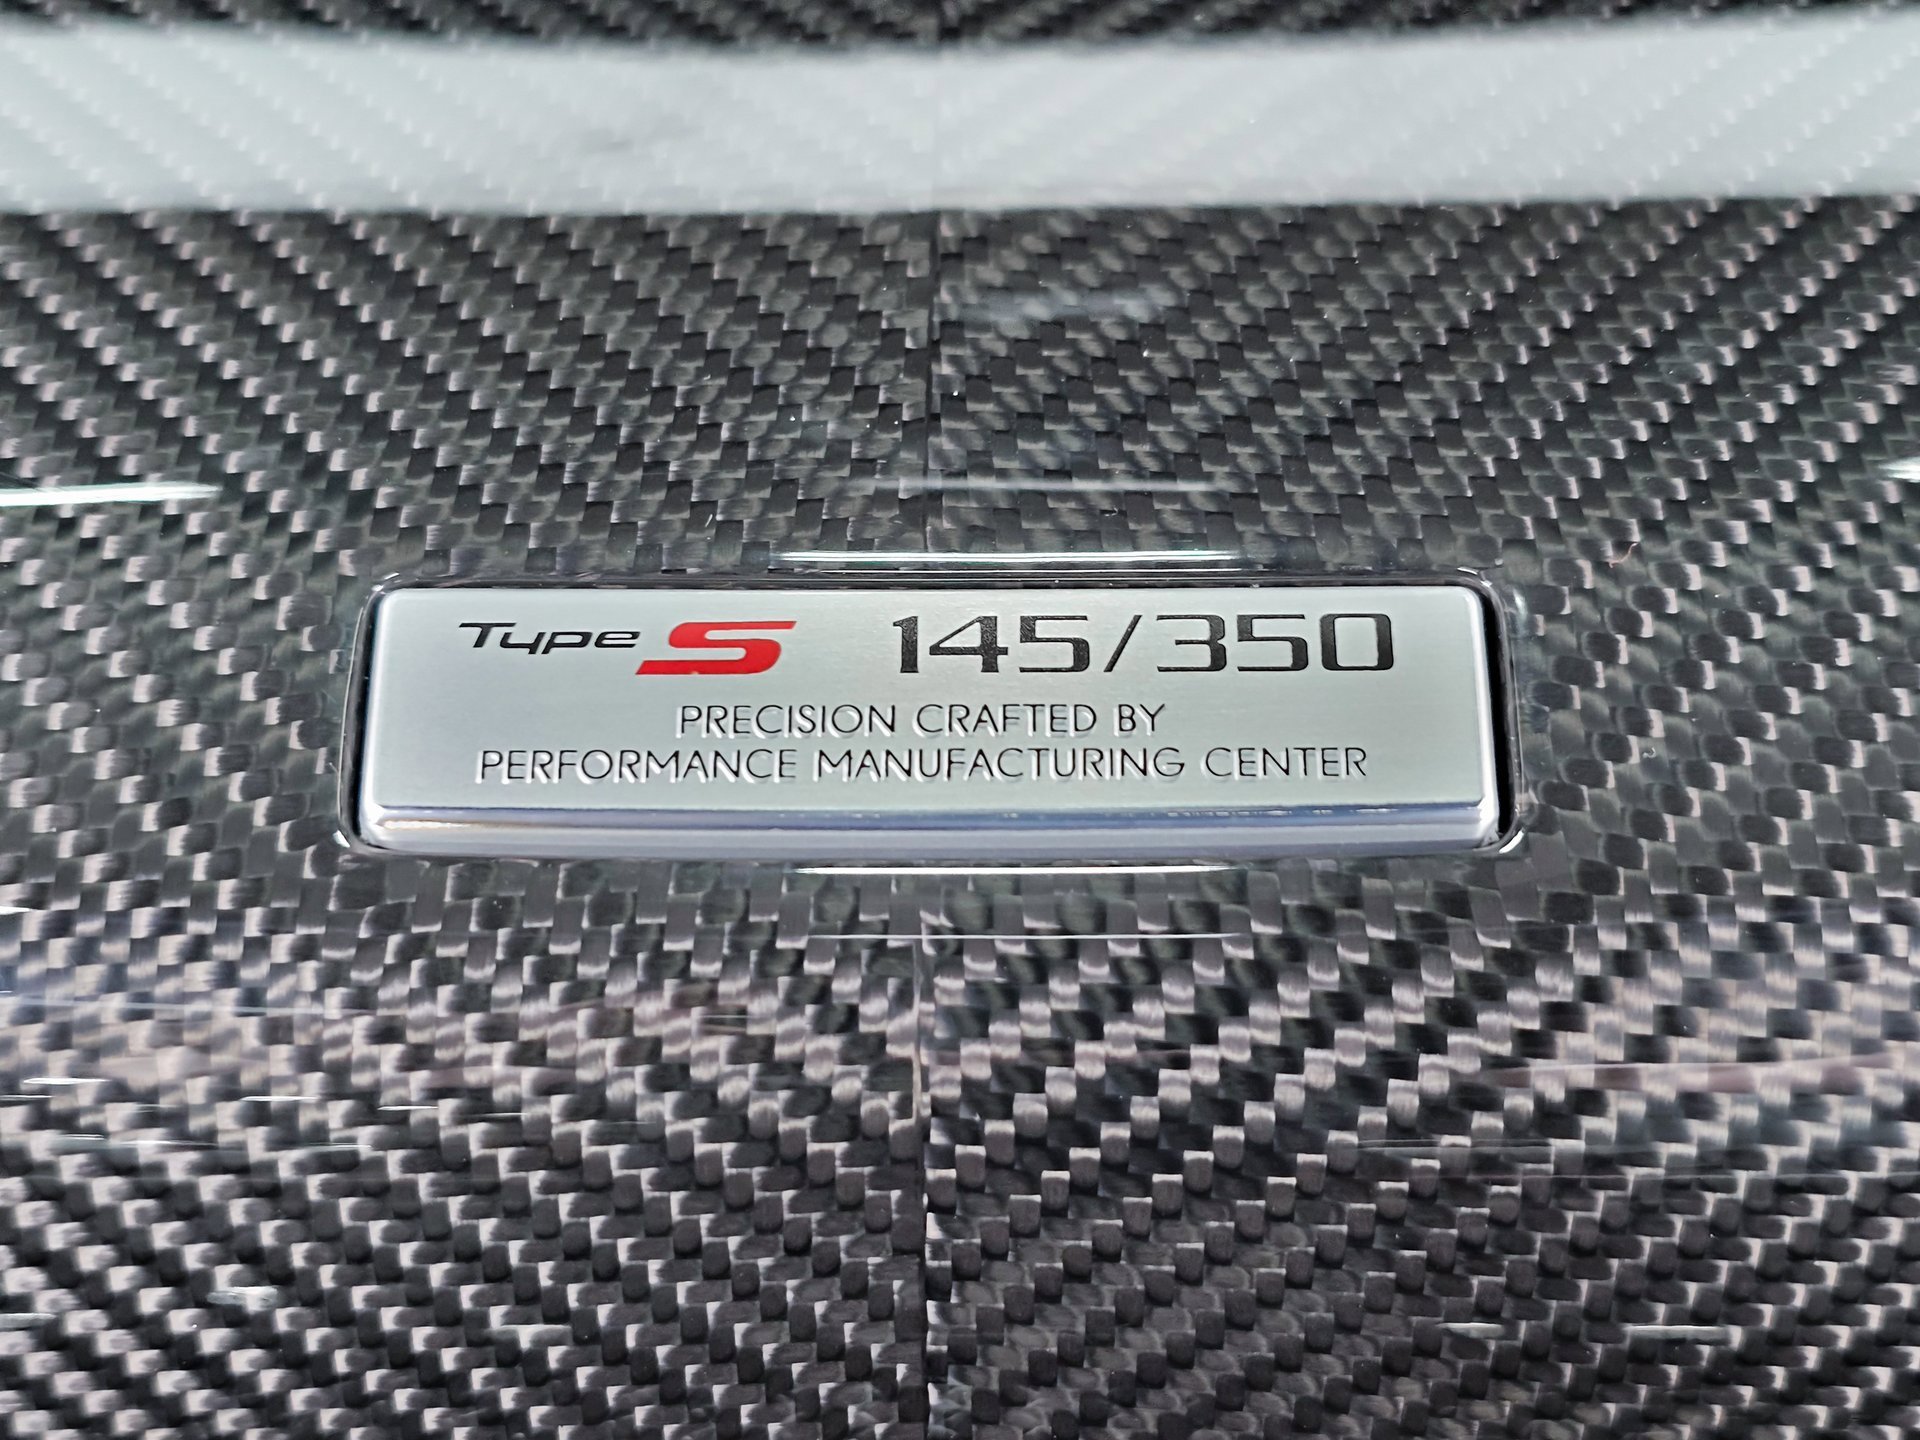 Type S 145/350
PRECISION CRAFTED BY
PERFORMANCE MANUFACTURING CENTER